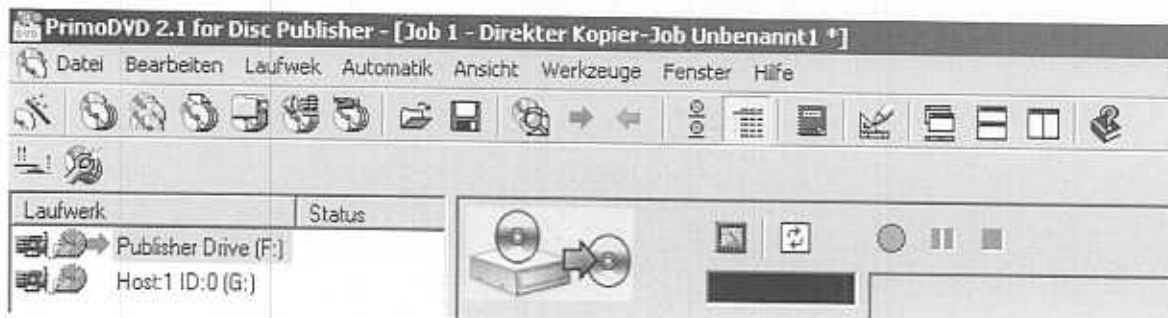 PrimoDVD 2.1 for Disc Publisher - [Job 1 - Direkter Kopier-Job Unbenannt1 *]
Datei Bearbeiten Laufwek Automatik Ansicht Werkzeuge Fenster Hilfe
Laufwerk Status
Publisher Drive (F:)
Host:1 ID:0 (G:)